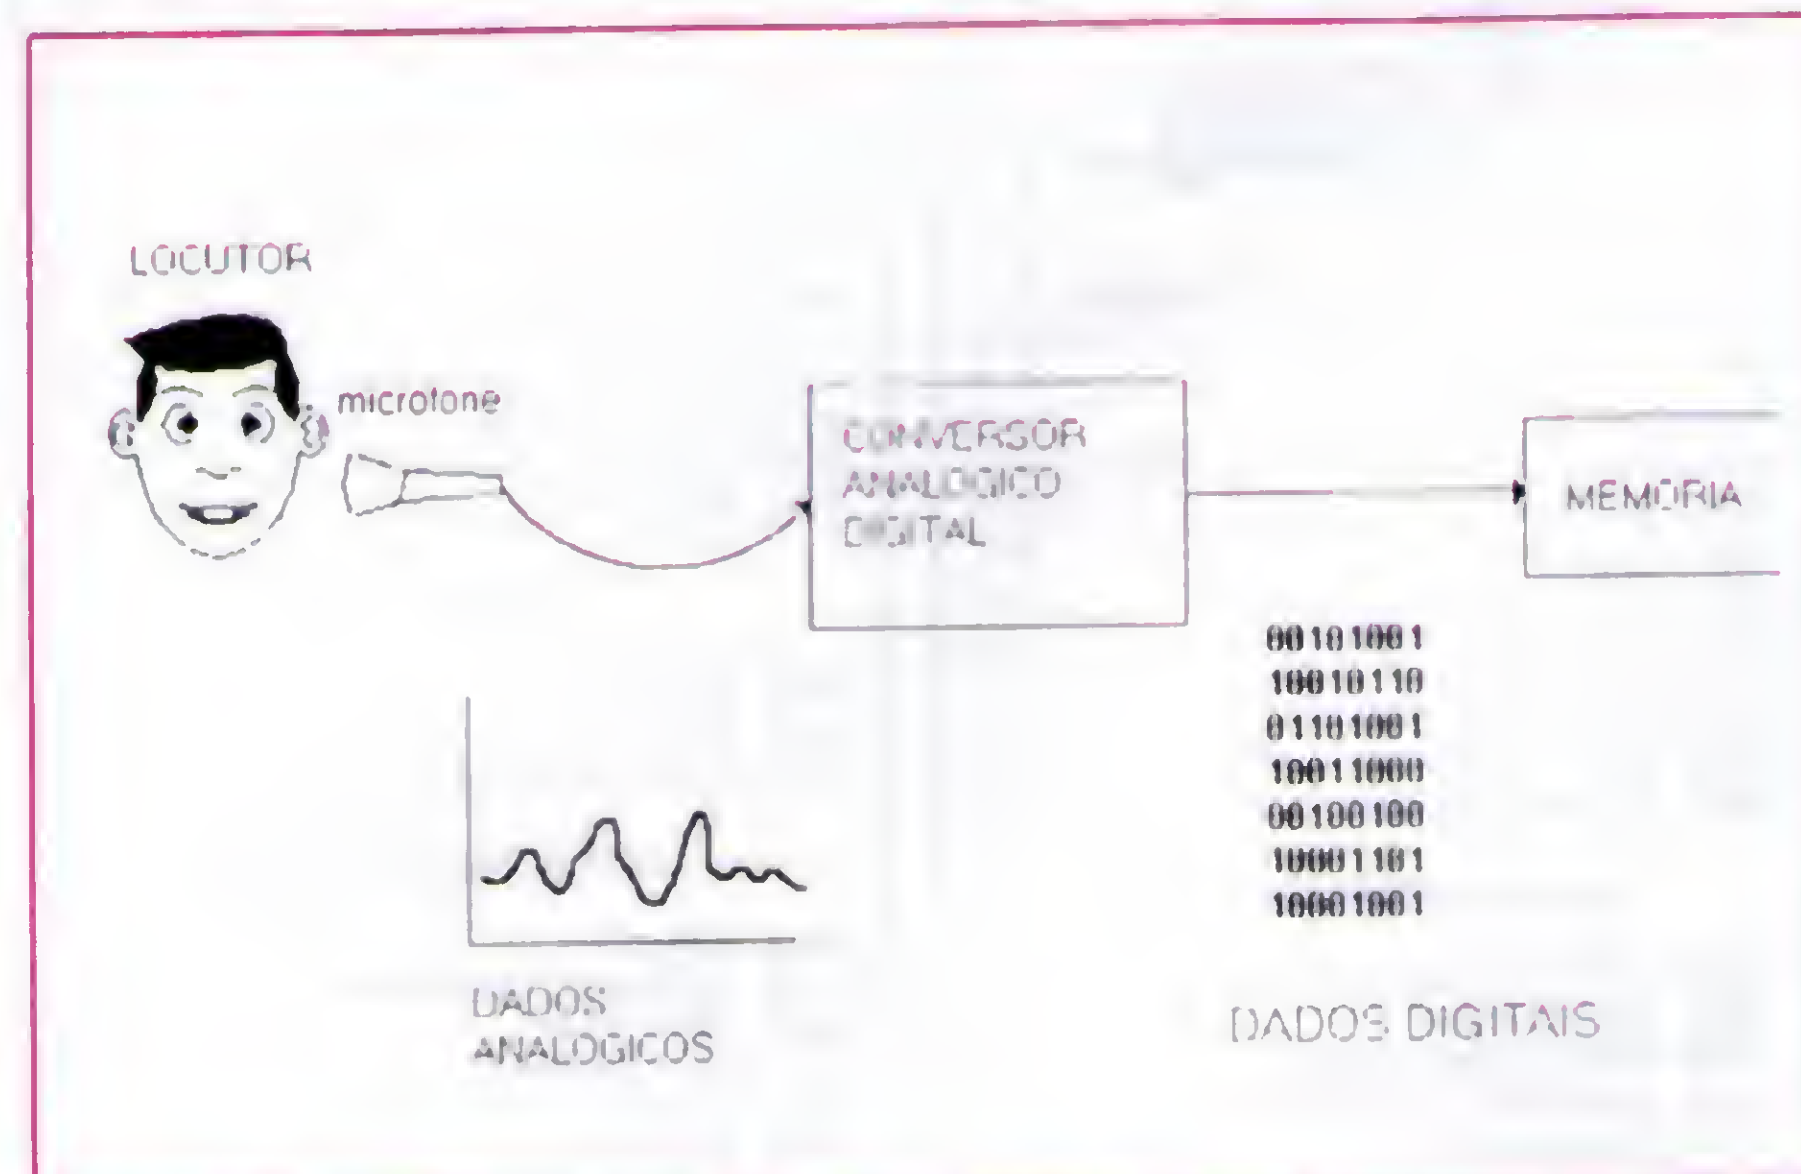 LOCUTOR
microfone
CONVERSOR
ANALOGICO
DIGITAL
MEMORIA
00101001
10010110
01101001
10011000
00100100
10001101
10001001
DADOS
ANALOGICOS
DADOS DIGITAIS